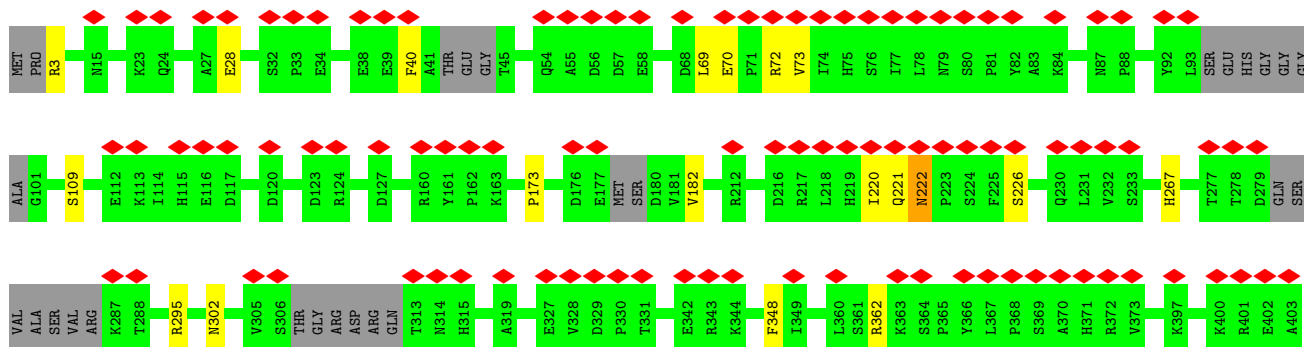 MET PRO R3 N15 K23 Q24 A27 E28 S32 P33 E34 E38 E39 F40 A41 THR GLU GLY T45 Q54 A55 D56 D57 E58 D68 L69 E70 P71 R72 V73 I74 H75 S76 I77 L78 N79 S80 P81 Y82 A83 K84 N87 P88 Y92 L93 SER GLU HIS GLY GLY GLY
ALA G101 S109 E112 K113 I114 H115 E116 D117 D120 D123 R124 D127 R160 Y161 P162 K163 P173 D176 E177 MET SER D180 V181 V182 R212 D216 R217 L218 H219 I220 Q221 N222 P223 S224 F225 S226 Q230 L231 V232 S233 H267 T277 T278 D279 GLN SER
VAL ALA SER VAL ARG K287 T288 R295 N302 V305 S306 THR GLY ARG ASP ARG GLN T313 N314 H315 A319 E327 V328 D329 P330 T331 E342 R343 K344 F348 I349 L360 S361 R362 K363 S364 P365 Y366 L367 P368 S369 A370 H371 R372 V373 K397 K400 R401 E402 A403